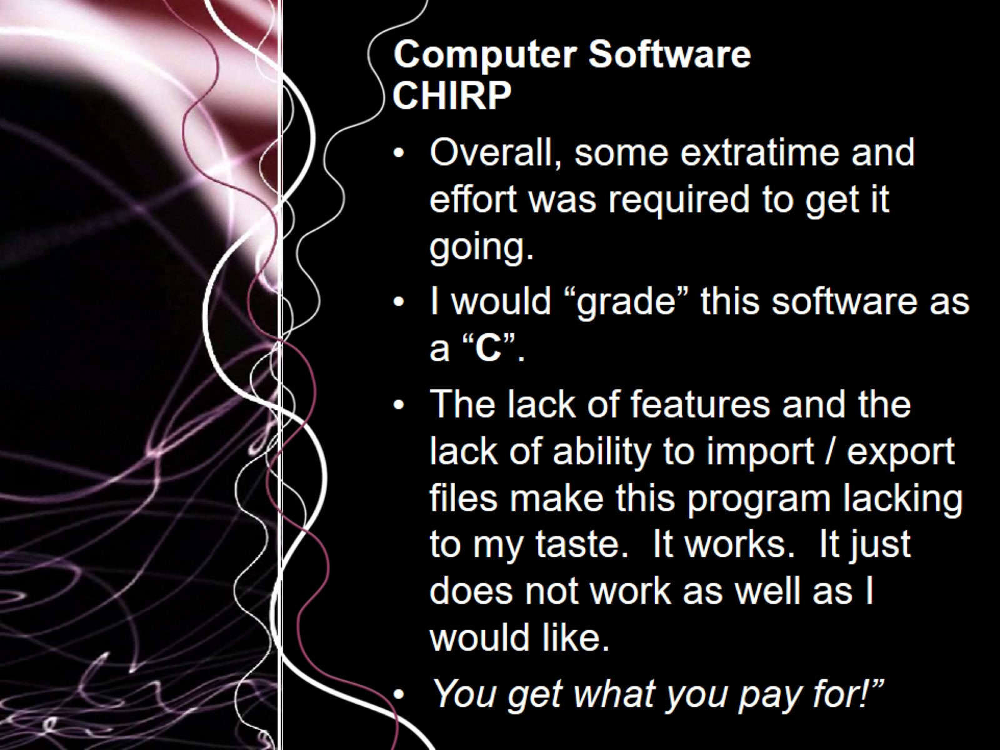 Computer Software
CHIRP
• Overall, some extratime and
effort was required to get it
going.
• I would “grade” this software as
a “C”.
• The lack of features and the
lack of ability to import / export
files make this program lacking
to my taste.  It works.  It just
does not work as well as I
would like.
• You get what you pay for!”